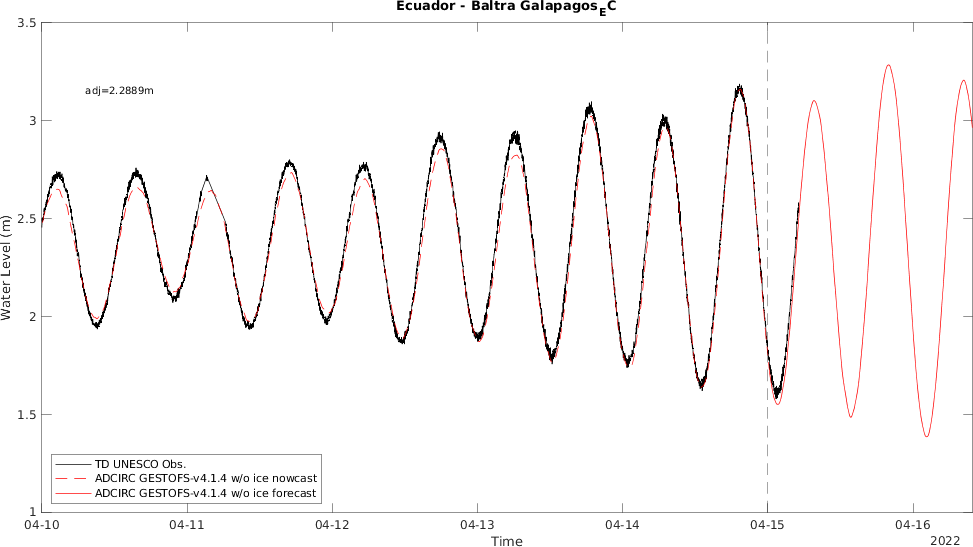 Ecuador - Baltra GalapagosEC
adj=2.2889m
Water Level (m)
3.5
3
2.5
2
1.5
1
TD UNESCO Obs.
ADCIRC GESTOFS-v4.1.4 w/o ice nowcast
ADCIRC GESTOFS-v4.1.4 w/o ice forecast
04-10 04-11 04-12 04-13 04-14 04-15 04-16
Time
2022